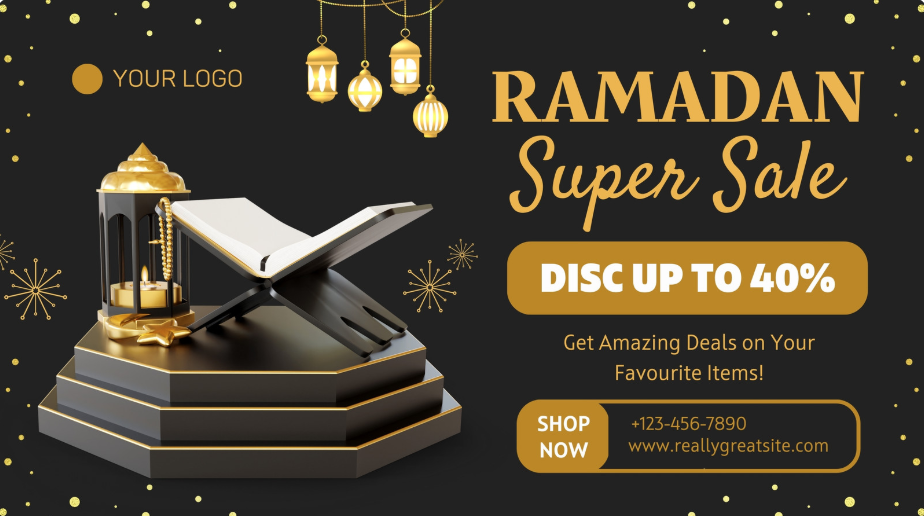 YOUR LOGO
RAMADAN
Super Sale
DISC UP TO 40%
Get Amazing Deals on Your
Favourite Items!
SHOP
NOW
+123-456-7890
www.reallygreatsite.com